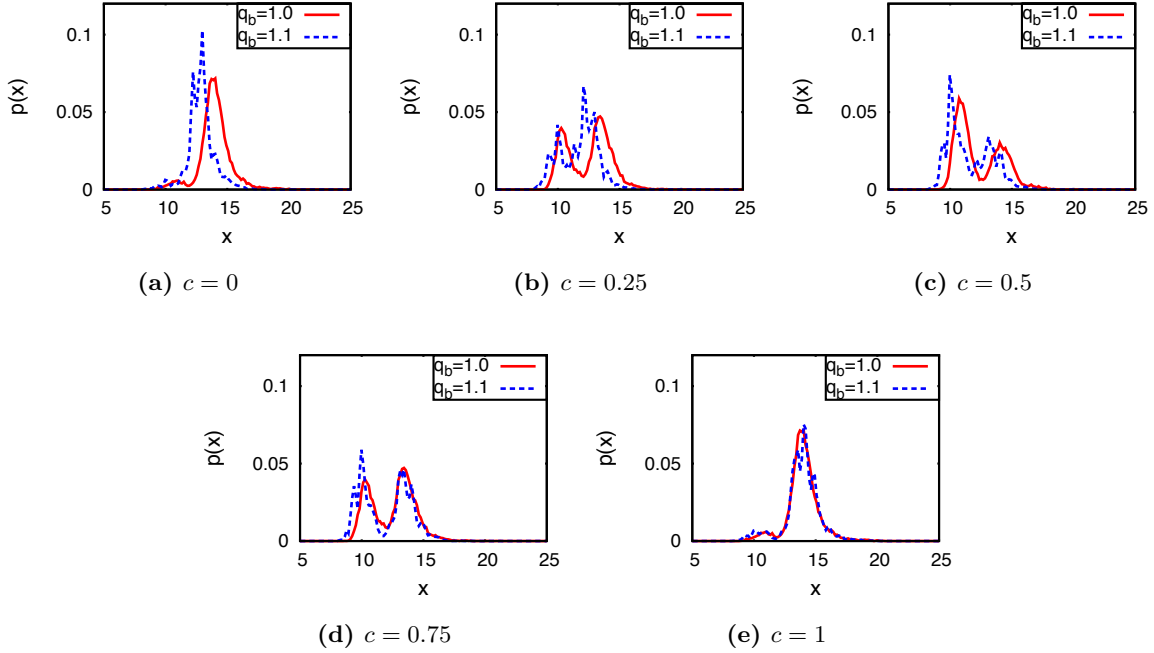 q_b=1.0
q_b=1.1
p(x)
0.1
0.05
0
5 10 15 20 25
x
(a) c = 0
q_b=1.0
q_b=1.1
p(x)
0.1
0.05
0
5 10 15 20 25
x
(b) c = 0.25
q_b=1.0
q_b=1.1
p(x)
0.1
0.05
0
5 10 15 20 25
x
(c) c = 0.5
q_b=1.0
q_b=1.1
p(x)
0.1
0.05
0
5 10 15 20 25
x
(d) c = 0.75
q_b=1.0
q_b=1.1
p(x)
0.1
0.05
0
5 10 15 20 25
x
(e) c = 1